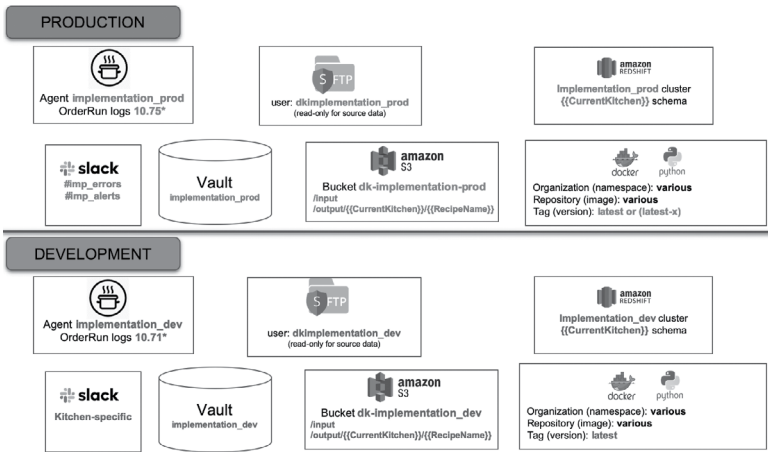 PRODUCTION
Agent implementation_prod
OrderRun logs 10.75*
SFTP
user: dkimplementation_prod
(read-only for source data)
amazon
REDSHIFT
Implementation_prod cluster
{{CurrentKitchen}} schema
slack
#imp_errors
#imp_alerts
Vault
implementation_prod
amazon
S3
Bucket dk-implementation-prod
/input
/output/{{CurrentKitchen}}/{{RecipeName}}
docker
python
Organization (namespace): various
Repository (image): various
Tag (version): latest or (latest-x)
DEVELOPMENT
Agent Implementation_dev
OrderRun logs 10.71*
SFTP
user: dkimplementation_dev
(read-only for source data)
amazon
REDSHIFT
Implementation_dev cluster
{{CurrentKitchen}} schema
slack
Kitchen-specific
Vault
implementation_dev
amazon
S3
Bucket dk-implementation_dev
/input
/output/{{CurrentKitchen}}/{{RecipeName}}
docker
python
Organization (namespace): various
Repository (image): various
Tag (version): latest